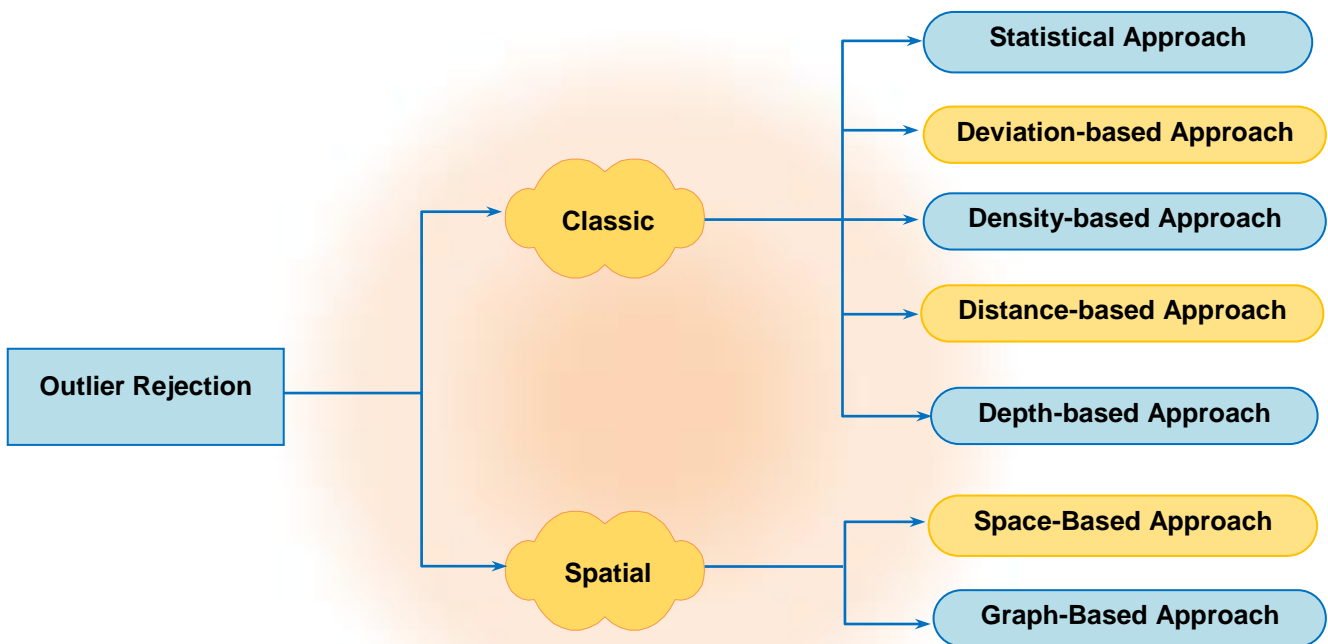 Statistical Approach
Deviation-based Approach
Classic
Density-based Approach
Distance-based Approach
Outlier Rejection
Depth-based Approach
Space-Based Approach
Spatial
Graph-Based Approach